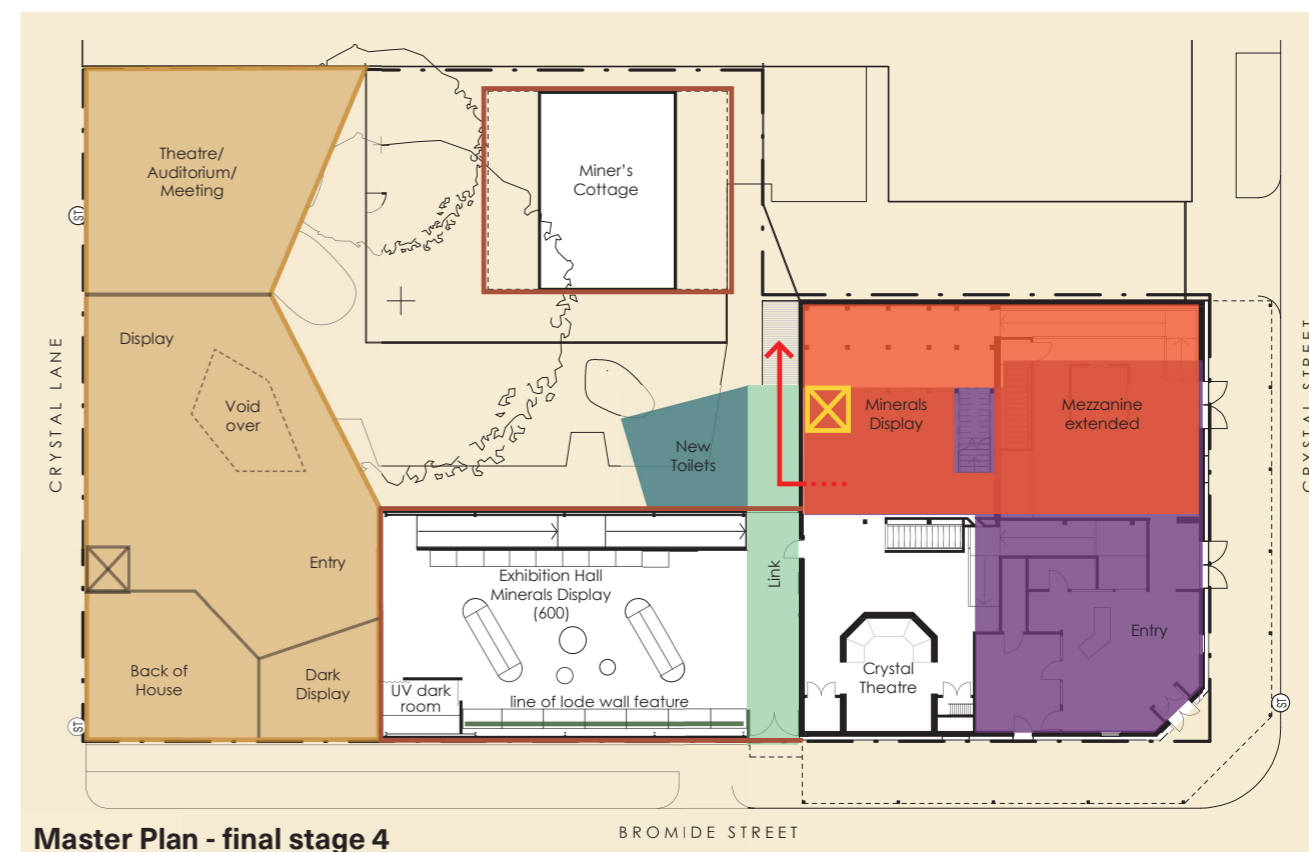 Theatre/
Auditorium/
Meeting
Miner's
Cottage
ST
Display
Void
over
CRYSTAL LANE
New
Toilets
Minerals
Display
Mezzanine
extended
CRYSTAL STREET
Entry
Exhibition Hall
Minerals Display
(600)
Link
Entry
Back of
House
Dark
Display
UV dark
room
line of lode wall feature
Crystal
Theatre
ST
ST
BROMIDE STREET
Master Plan - final stage 4